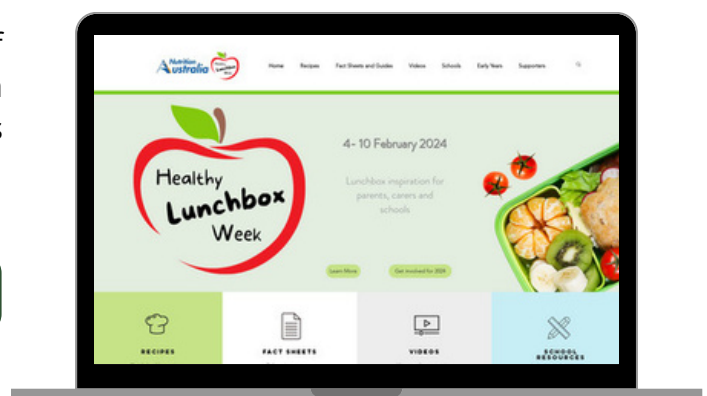 Nutrition
Australia
Healthy
Lunchbox
Week
Home
Recipes
Fact Sheets and Guides
Videos
Schools
Early Years
Supporters
4- 10 February 2024
Healthy
Lunchbox
Week
Lunchbox inspiration for
parents, carers and
schools
Learn More
Get involved for 2024
RECIPES
FACT SHEETS
VIDEOS
SCHOOL
RESOURCES